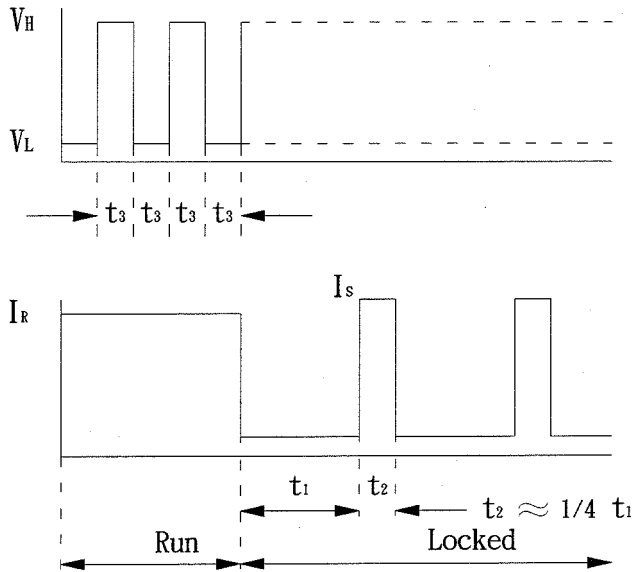 VH
VL
t3 t3 t3 t3
IS
IR
t1 t2
t2 ≈ 1/4 t1
Run Locked